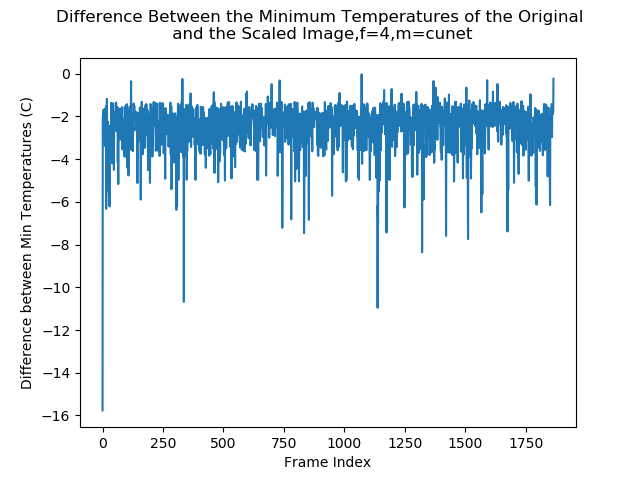 Difference Between the Minimum Temperatures of the Original
and the Scaled Image,f=4,m=cunet
0
−2
−4
−6
−8
−10
−12
−14
−16
Difference between Min Temperatures (C)
0 250 500 750 1000 1250 1500 1750
Frame Index